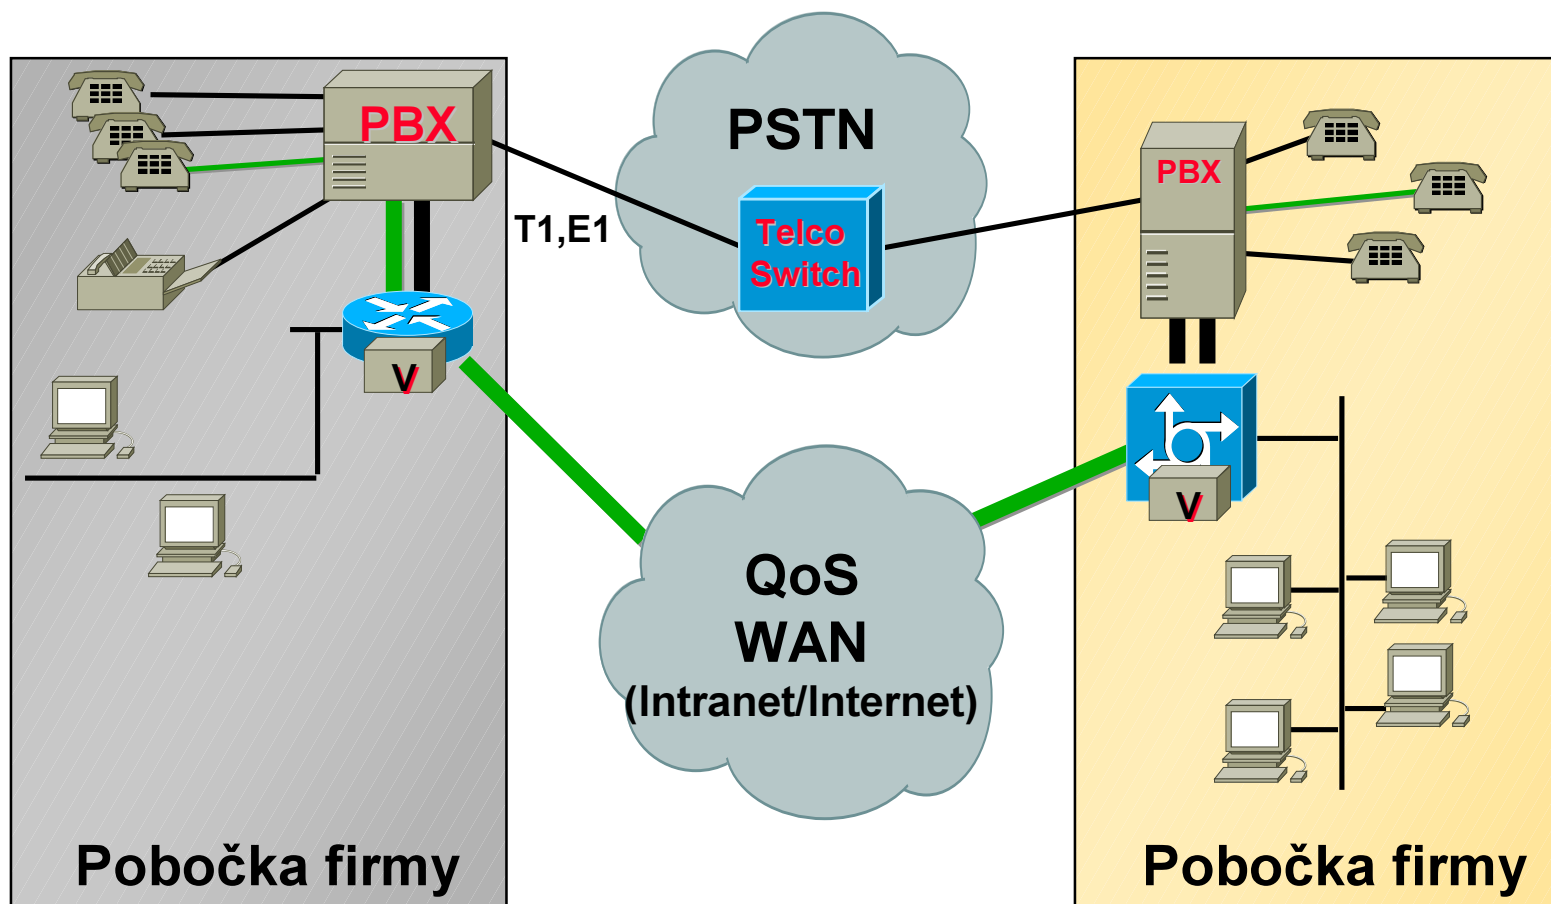 PBX
PSTN
T1,E1
Telco
Switch
PBX
V
V
QoS
WAN
(Intranet/Internet)
Pobočka firmy
Pobočka firmy